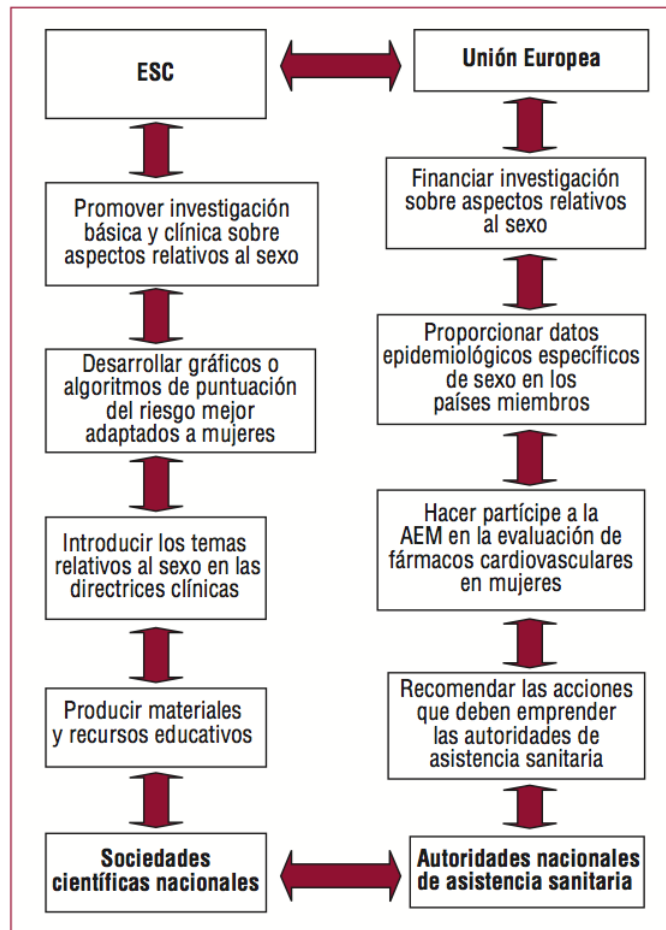 ESC
Promover investigación
básica y clínica sobre
aspectos relativos al sexo
Desarrollar gráficos o
algoritmos de puntuación
del riesgo mejor
adaptados a mujeres
Introducir los temas
relativos al sexo en las
directrices clínicas
Producir materiales
y recursos educativos
Sociedades
científicas nacionales
Unión Europea
Financiar investigación
sobre aspectos relativos
al sexo
Proporcionar datos
epidemiológicos específicos
de sexo en los
países miembros
Hacer partícipe a la
AEM en la evaluación de
fármacos cardiovasculares
en mujeres
Recomendar las acciones
que deben emprender
las autoridades de
asistencia sanitaria
Autoridades nacionales
de asistencia sanitaria